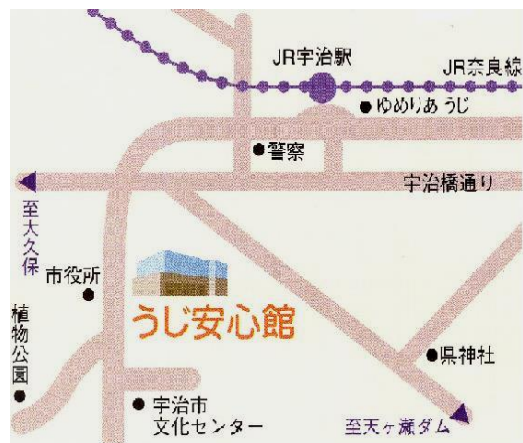 JR宇治駅
JR奈良線
ゆめりあ うじ
警察
宇治橋通り
至大久保
市役所
うじ安心館
植物公園
県神社
宇治市
文化センター
至天ヶ瀬ダム